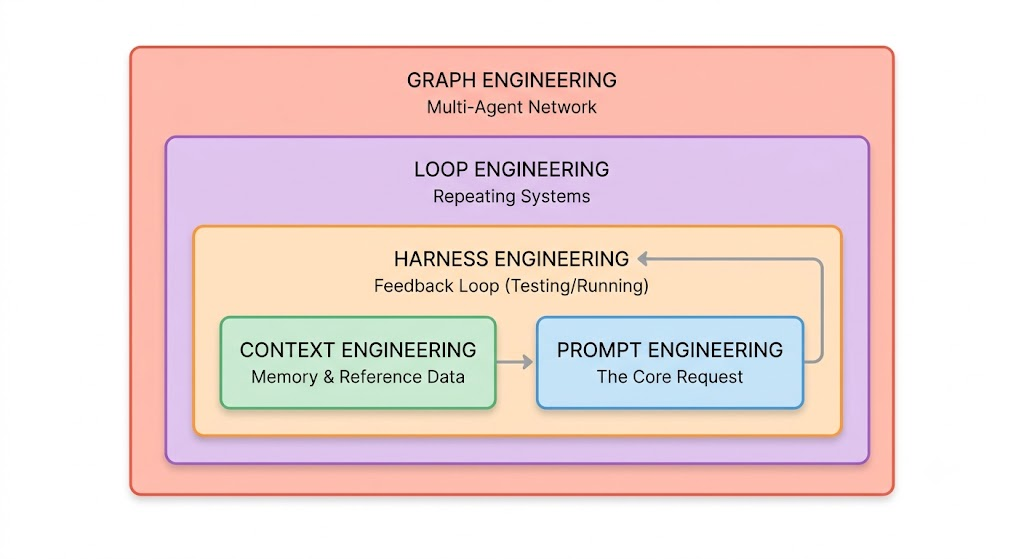 GRAPH ENGINEERING
Multi-Agent Network
LOOP ENGINEERING
Repeating Systems
HARNESS ENGINEERING
Feedback Loop (Testing/Running)
CONTEXT ENGINEERING
Memory & Reference Data
PROMPT ENGINEERING
The Core Request